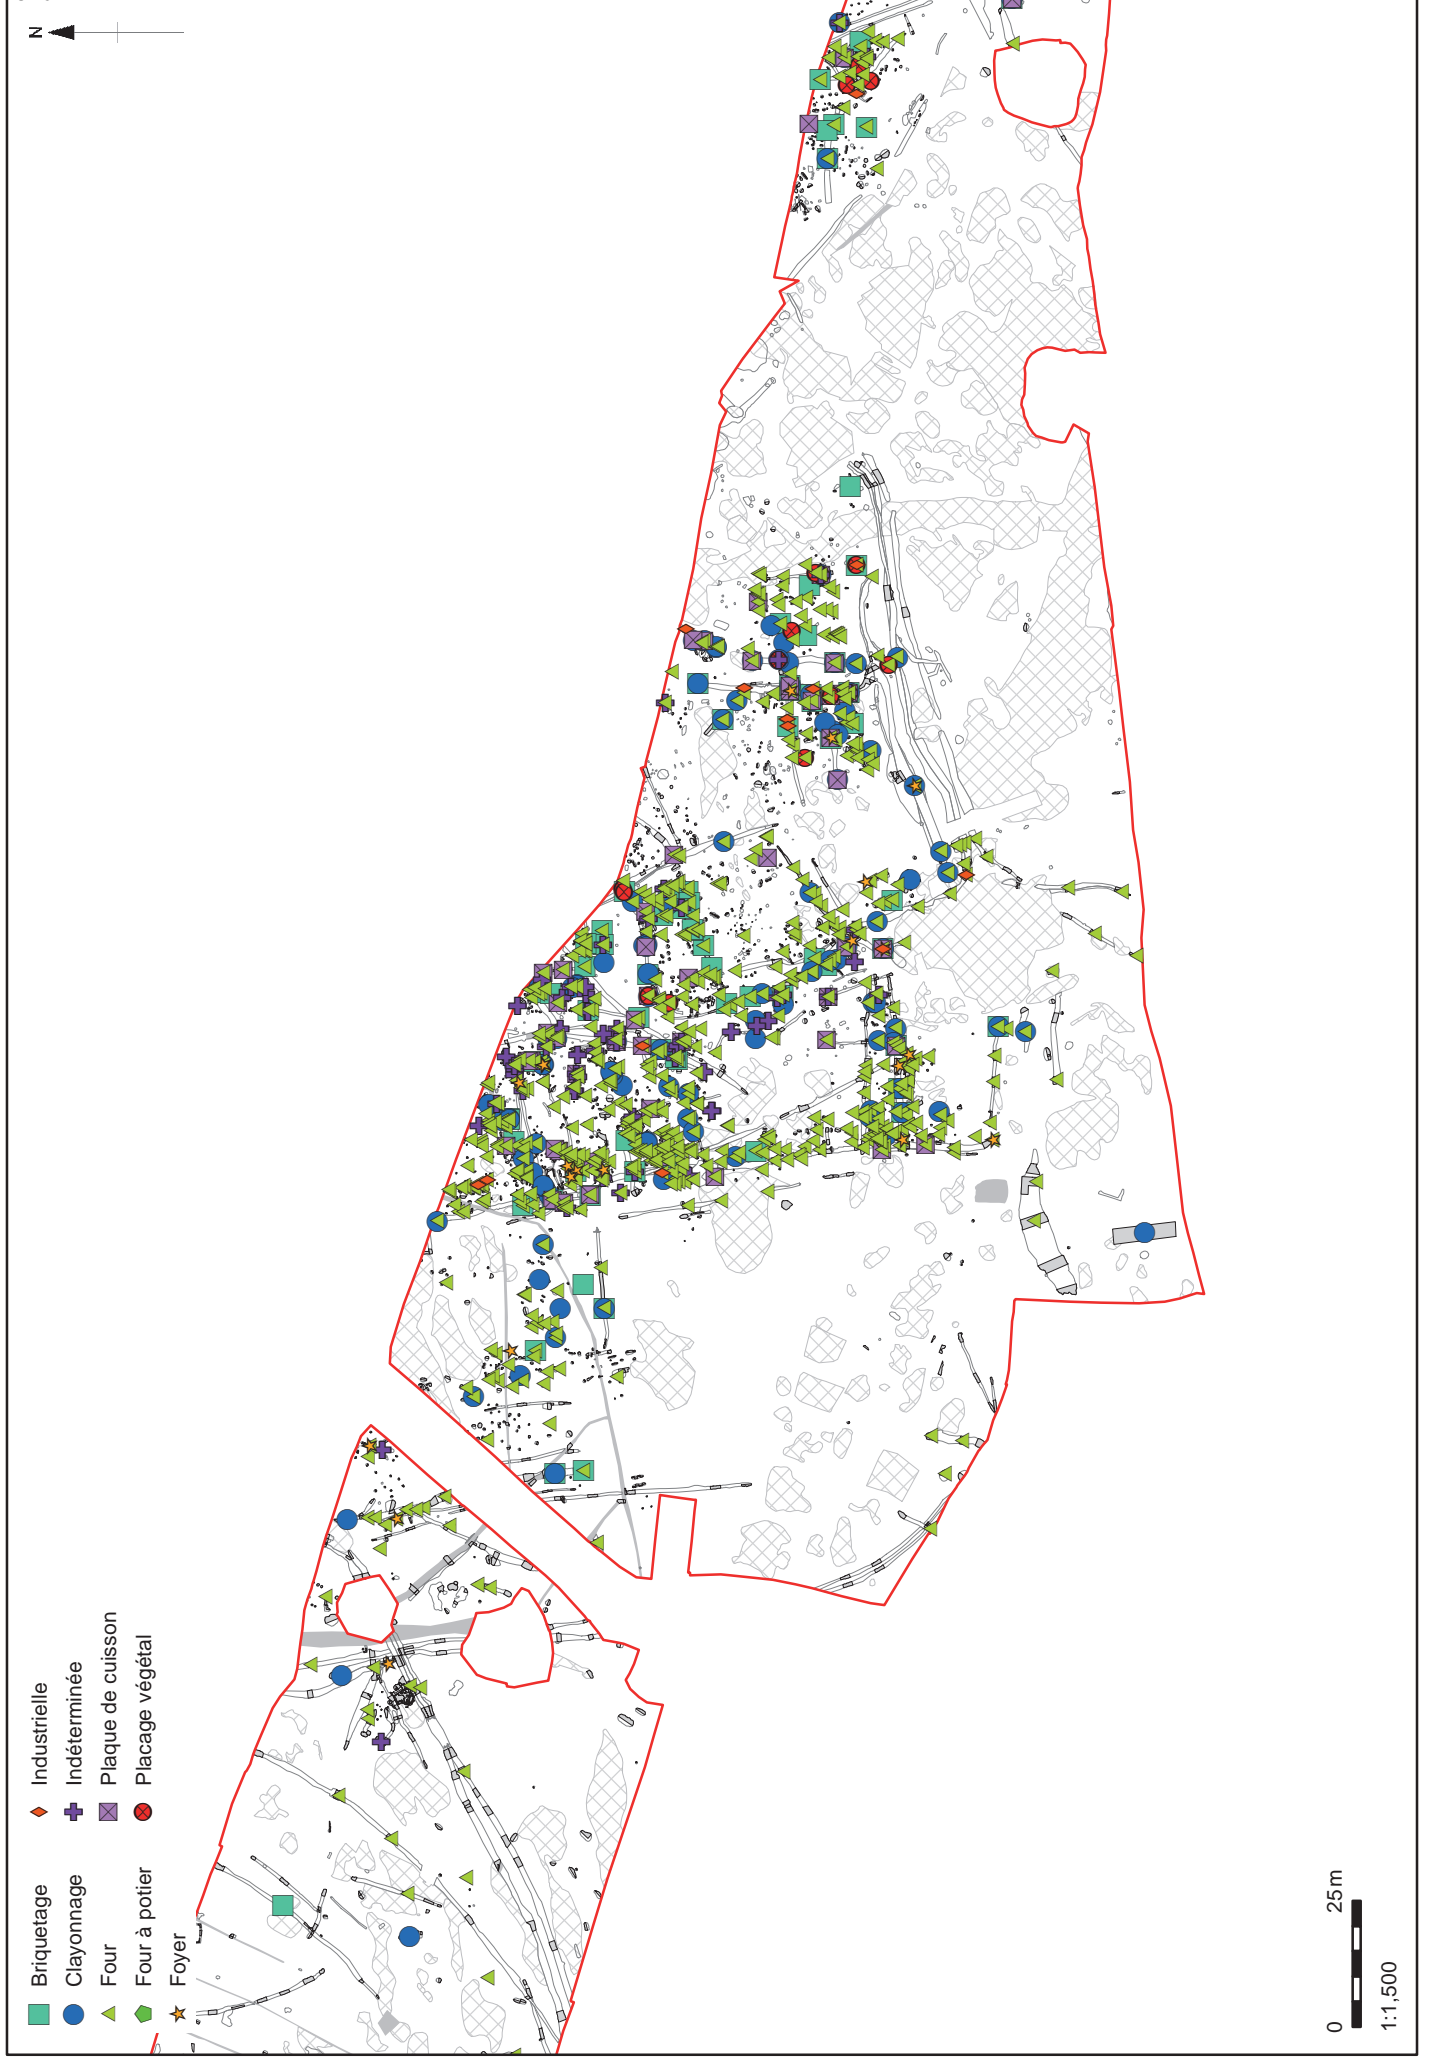 N
Briquetage
Clayonnage
Four
Four à potier
Foyer
Industrielle
Indéterminée
Plaque de cuisson
Placage végétal
0 25 m
1:1,500